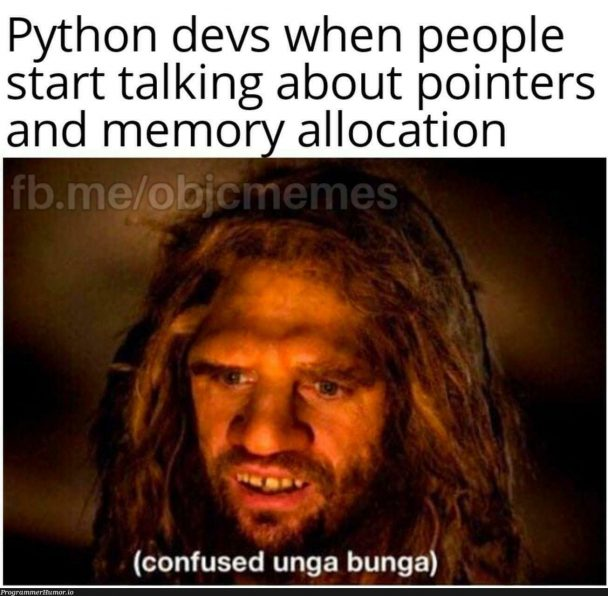 Python devs when people
start talking about pointers
and memory allocation
fb.me/objcmemes
(confused unga bunga)
ProgrammerHumor.io